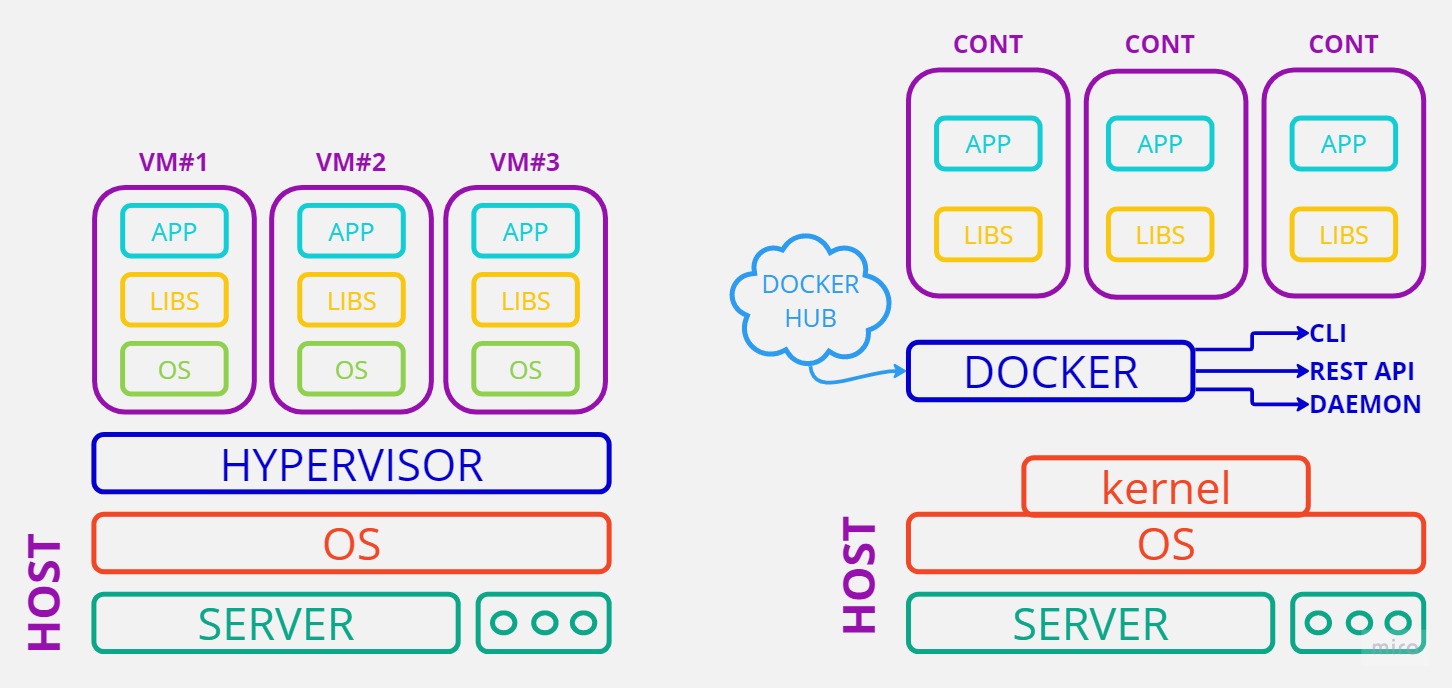 VM#1 VM#2 VM#3
APP APP APP
LIBS LIBS LIBS
OS OS OS
HYPERVISOR
OS
SERVER
HOST
CONT CONT CONT
APP APP APP
LIBS LIBS LIBS
DOCKER
HUB
DOCKER
CLI
REST API
DAEMON
kernel
OS
SERVER
HOST
miro